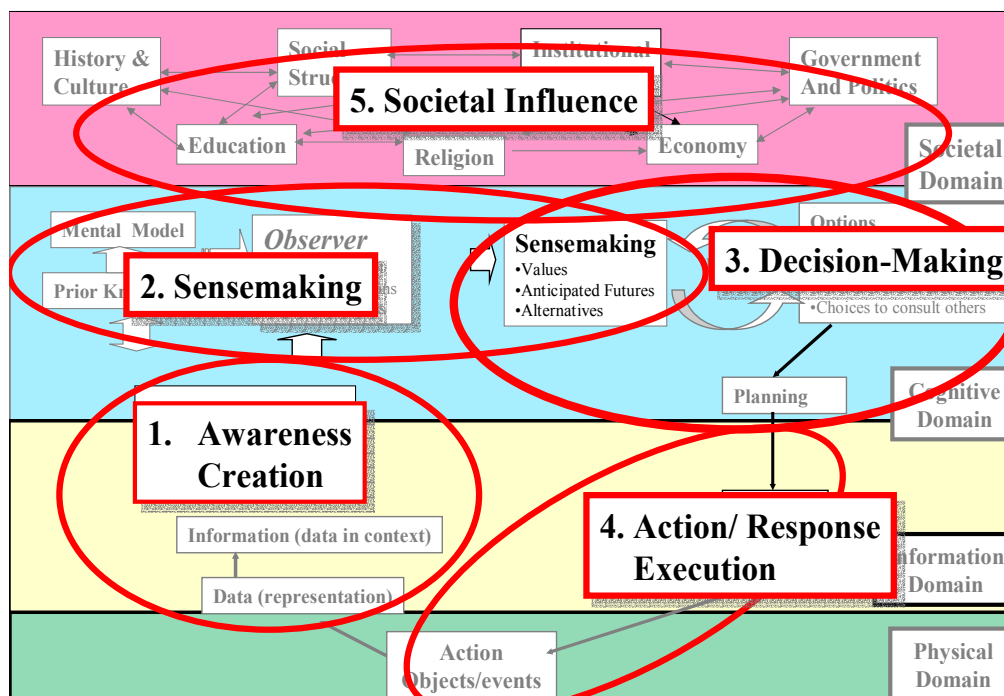 History &
Culture
Social
Institutional
Government
And Politics
5. Societal Influence
Education
Religion
Economy
Societal
Domain
Mental Model
Observer
Prior
2. Sensemaking
Sensemaking
•Values
•Anticipated Futures
•Alternatives
Options
3. Decision-Making
•Choices to consult others
Planning
Cognitive
Domain
1. Awareness
Creation
Information (data in context)
Data (representation)
4. Action/ Response
Execution
Information
Domain
Action
Objects/events
Physical
Domain